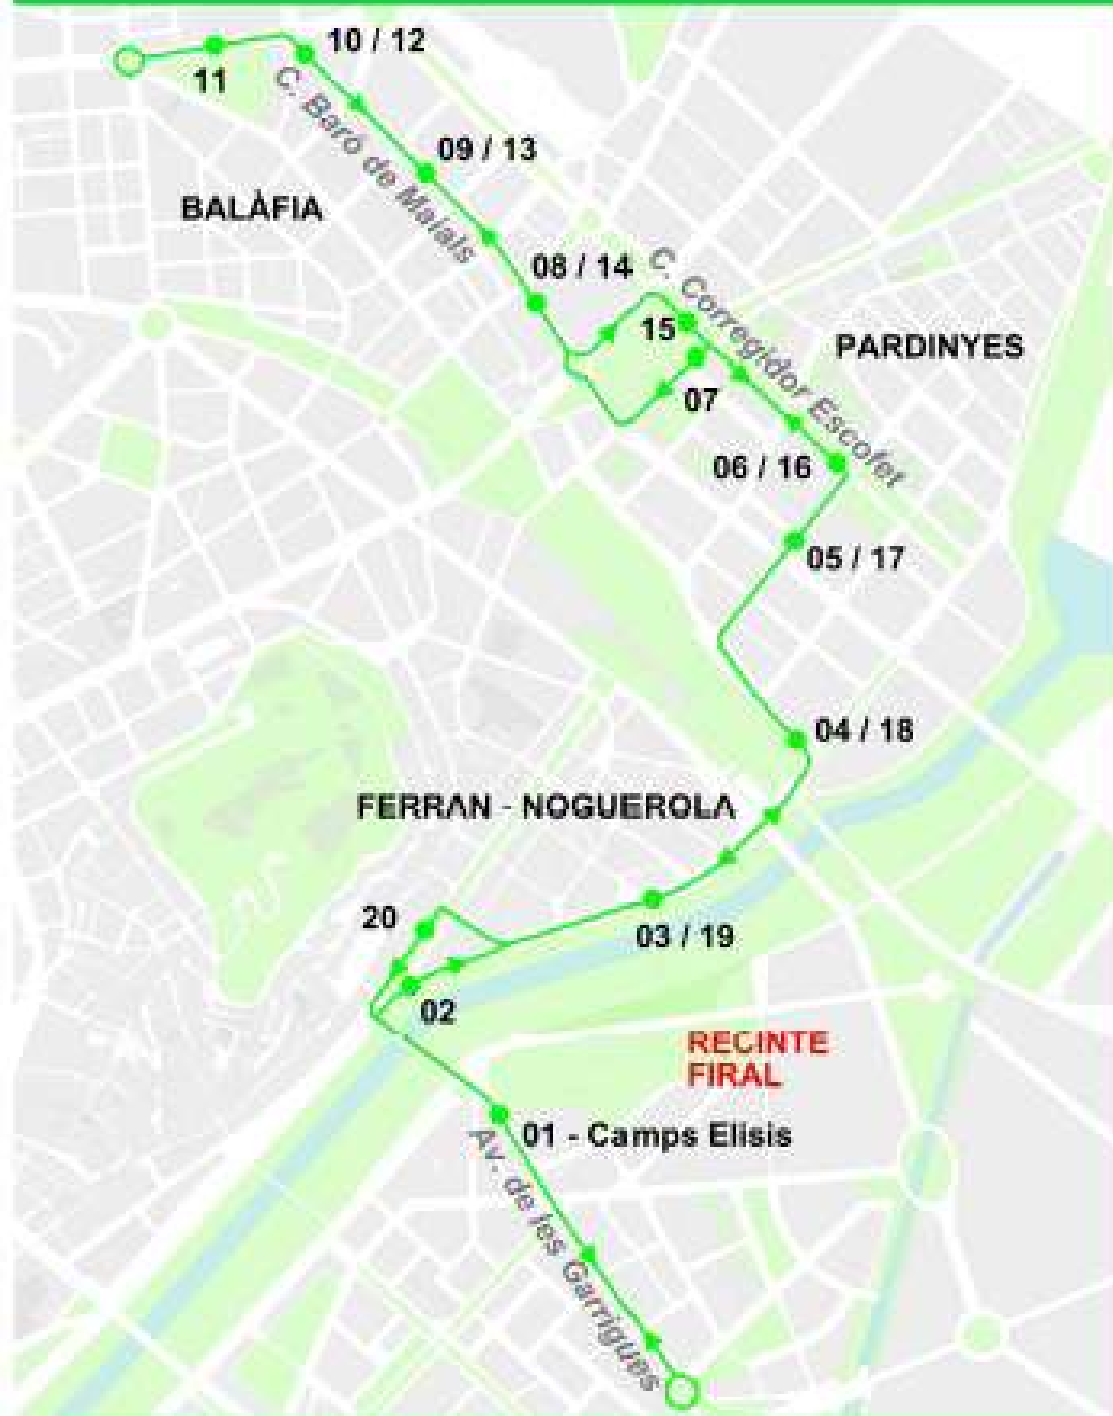 10 / 12
11
C. Baró de Maials
09 / 13
BALÀFIA
08 / 14
C. Corregidor Escofet
15
PARDINYES
07
06 / 16
05 / 17
04 / 18
FERRAN - NOGUEROLA
20
03 / 19
02
RECINTE
FIRAL
01 - Camps Elisis
Av. de les Garrigues